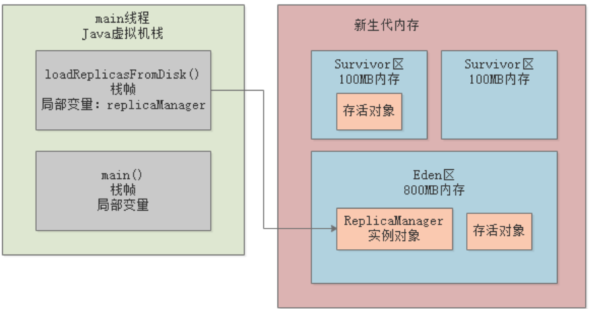 main线程
Java虚拟机栈
loadReplicasFromDisk()
栈帧
局部变量：replicaManager
main()
栈帧
局部变量
新生代内存
Survivor区
100MB内存
存活对象
Survivor区
100MB内存
Eden区
800MB内存
ReplicaManager
实例对象
存活对象